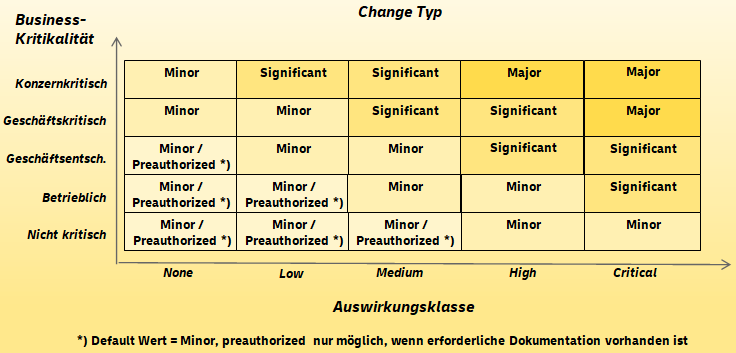 Change Typ
Business-
Kritikalität
Konzernkritisch Minor Significant Significant Major Major
Geschäftskritisch Minor Minor Significant Significant Major
Geschäftsentsch. Minor / Preauthorized *) Minor Minor Significant Significant
Betrieblich Minor / Preauthorized *) Minor / Preauthorized *) Minor Minor Significant
Nicht kritisch Minor / Preauthorized *) Minor / Preauthorized *) Minor / Preauthorized *) Minor Minor
None Low Medium High Critical
Auswirkungsklasse
*) Default Wert = Minor, preauthorized nur möglich, wenn erforderliche Dokumentation vorhanden ist